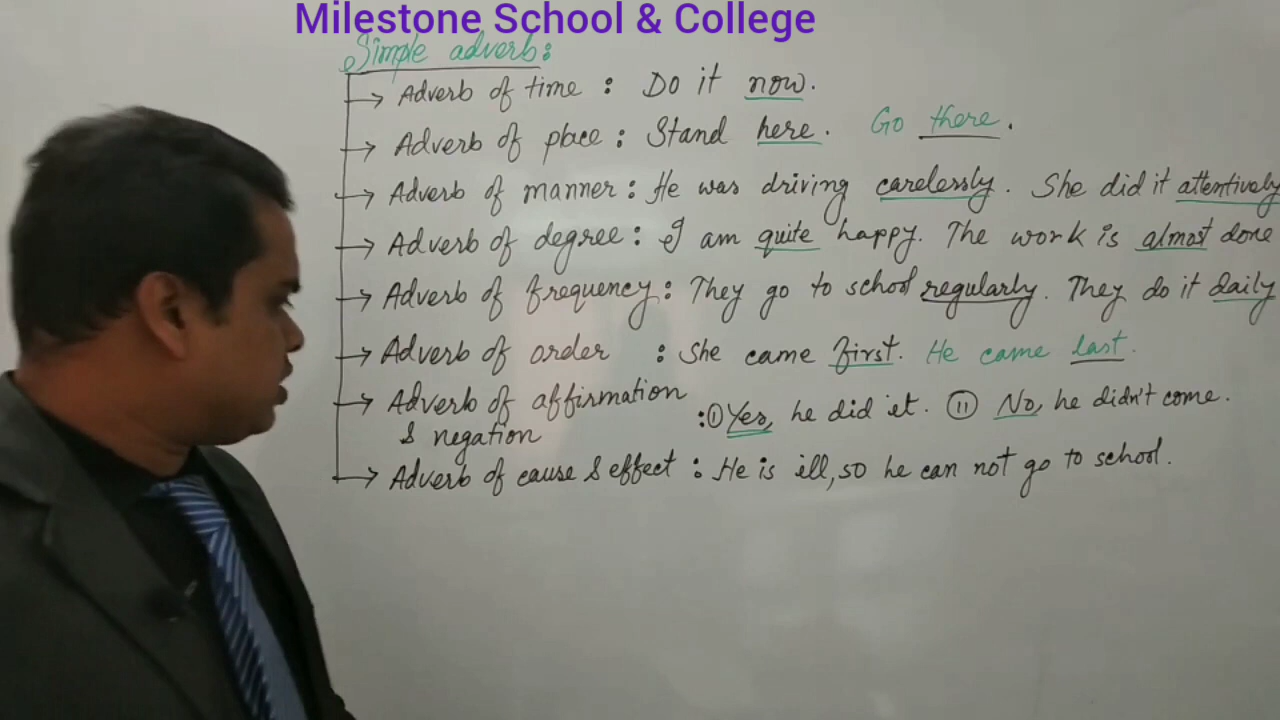 Milestone School & College
Simple adverb:
→ Adverb of time : Do it now.
→ Adverb of place : Stand here. Go there.
→ Adverb of manner : He was driving carelessly. She did it attentively
→ Adverb of degree : I am quite happy. The work is almost done
→ Adverb of frequency : They go to school regularly. They do it daily
→ Adverb of order : She came first. He came last.
→ Adverb of affirmation
& negation : (i) Yes, he did it. (ii) No, he didn't come.
→ Adverb of cause & effect : He is ill, so he can not go to school.